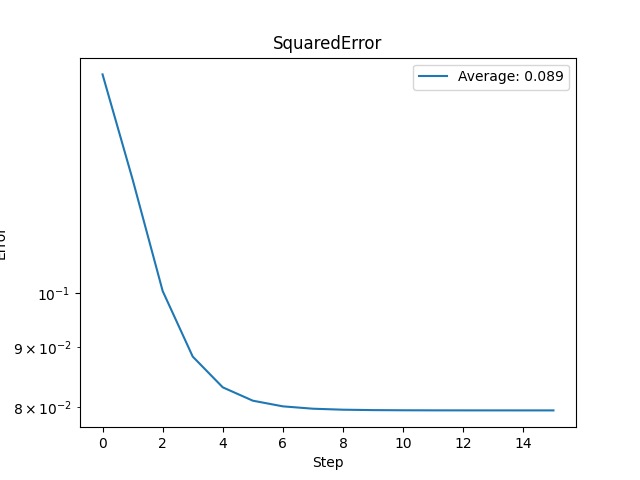 SquaredError
Average: 0.089
Error
10⁻¹
9 × 10⁻²
8 × 10⁻²
0 2 4 6 8 10 12 14
Step